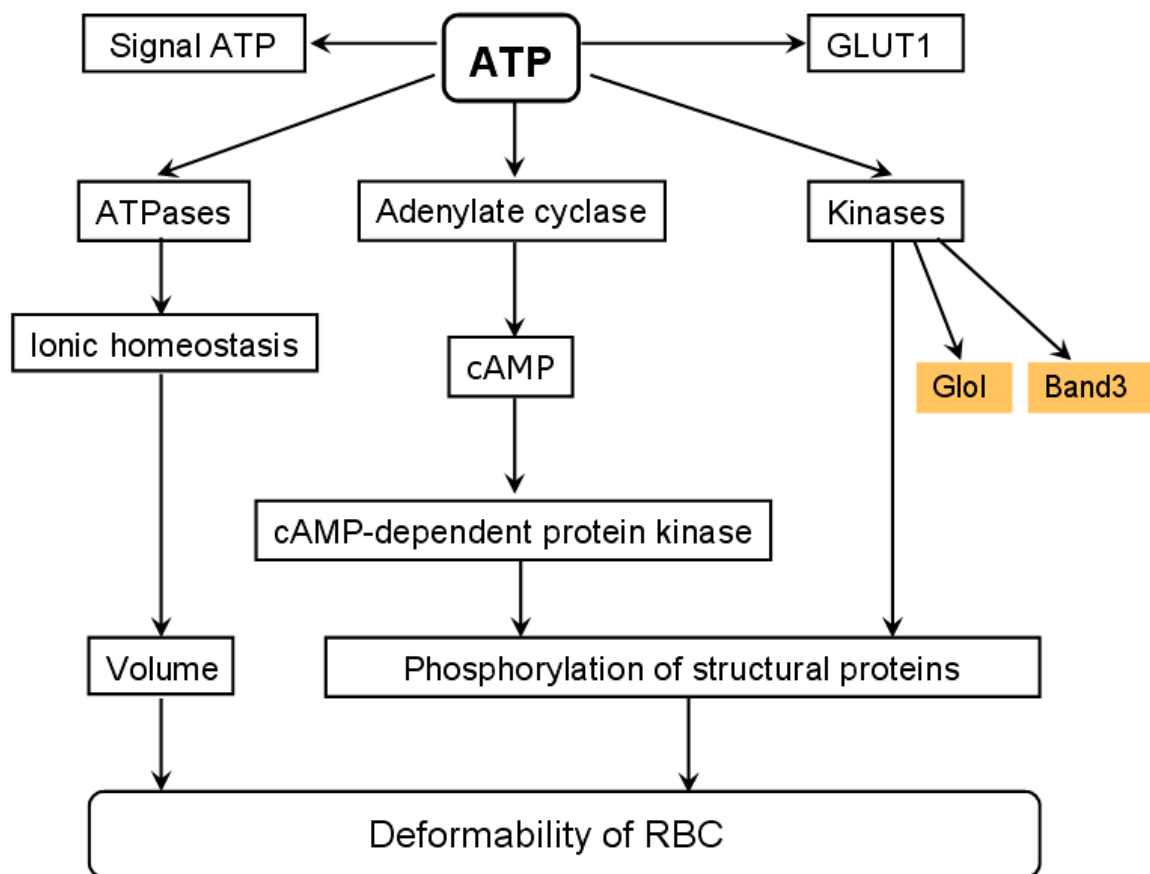 Signal ATP
ATP
GLUT1
ATPases
Adenylate cyclase
Kinases
Ionic homeostasis
cAMP
GloI
Band3
cAMP-dependent protein kinase
Volume
Phosphorylation of structural proteins
Deformability of RBC